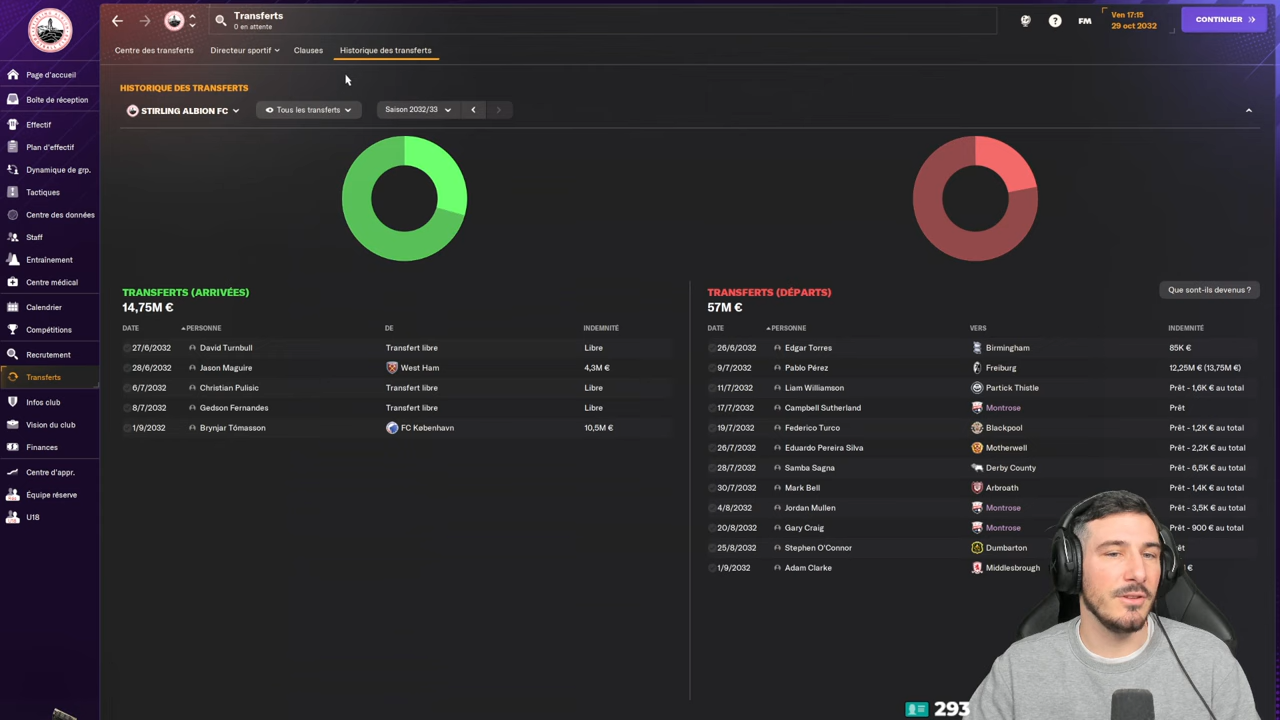 Transferts
0 en attente
Ven 17:15
29 oct 2032
FM
CONTINUER
Centre des transferts
Directeur sportif
Clauses
Historique des transferts
Page d'accueil
Boîte de réception
Effectif
Plan d'effectif
Dynamique de grp.
Tactiques
Centre des données
Staff
Entraînement
Centre médical
Calendrier
Compétitions
Recrutement
Transferts
Infos club
Vision du club
Finances
Centre d'appr.
Équipe réserve
U18
HISTORIQUE DES TRANSFERTS
STIRLING ALBION FC
Tous les transferts
Saison 2032/33
TRANSFERTS (ARRIVÉES)
14,75M €
DATE PERSONNE DE INDEMNITÉ
27/6/2032 David Turnbull Transfert libre Libre
28/6/2032 Jason Maguire West Ham 4,3M €
6/7/2032 Christian Pulisic Transfert libre Libre
8/7/2032 Gedson Fernandes Transfert libre Libre
1/9/2032 Brynjar Tómasson FC København 10,5M €
TRANSFERTS (DÉPARTS)
57M €
Que sont-ils devenus ?
DATE PERSONNE VERS INDEMNITÉ
26/6/2032 Edgar Torres Birmingham 85K €
9/7/2032 Pablo Pérez Freiburg 12,25M € (13,75M €)
11/7/2032 Liam Williamson Partick Thistle Prêt - 1,6K € au total
17/7/2032 Campbell Sutherland Montrose Prêt
19/7/2032 Federico Turco Blackpool Prêt - 1,2K € au total
26/7/2032 Eduardo Pereira Silva Motherwell Prêt - 2,2K € au total
28/7/2032 Samba Sagna Derby County Prêt - 6,5K € au total
30/7/2032 Mark Bell Arbroath Prêt - 1,4K € au total
4/8/2032 Jordan Mullen Montrose Prêt - 3,5K € au total
20/8/2032 Gary Craig Montrose Prêt - 900 € au total
25/8/2032 Stephen O'Connor Dumbarton
1/9/2032 Adam Clarke Middlesbrough €
293